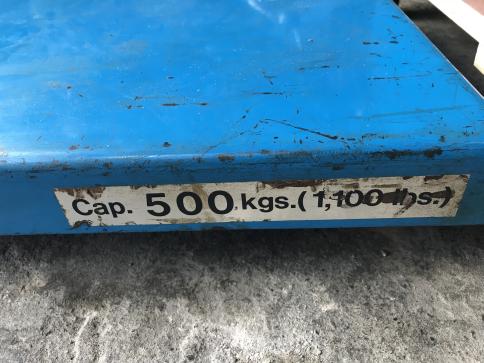 Cap. 500 kgs.(1,100 lbs.)